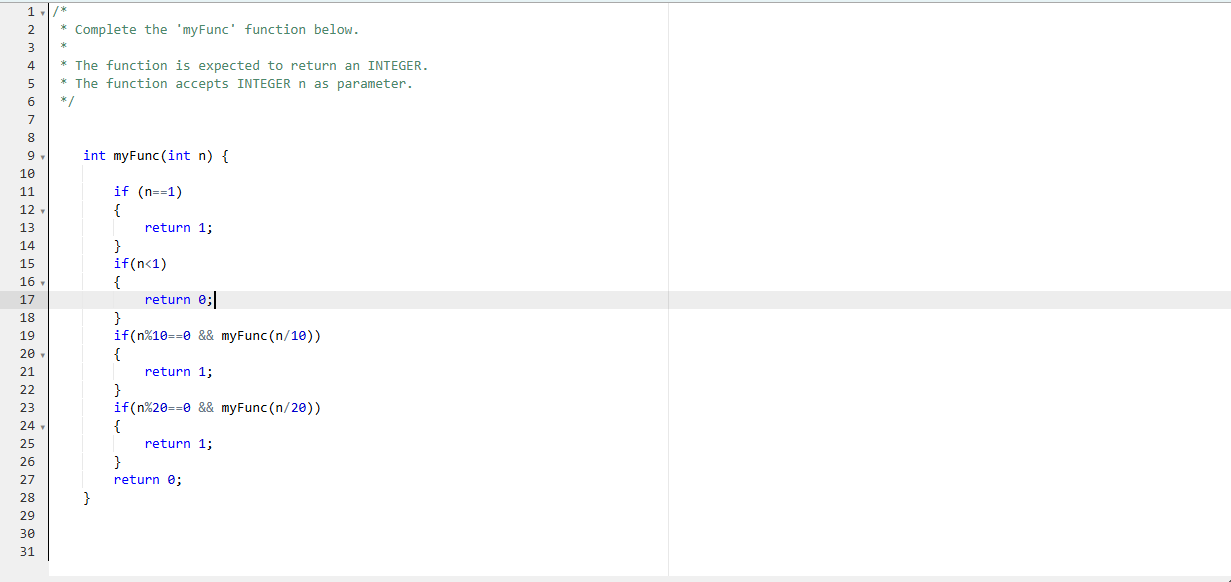 1 /*
2  * Complete the 'myFunc' function below.
3  *
4  * The function is expected to return an INTEGER.
5  * The function accepts INTEGER n as parameter.
6  */
7
8
9     int myFunc(int n) {
10
11         if (n==1)
12         {
13             return 1;
14         }
15         if(n<1)
16         {
17             return 0;
18         }
19         if(n%10==0 && myFunc(n/10))
20         {
21             return 1;
22         }
23         if(n%20==0 && myFunc(n/20))
24         {
25             return 1;
26         }
27         return 0;
28     }
29
30
31